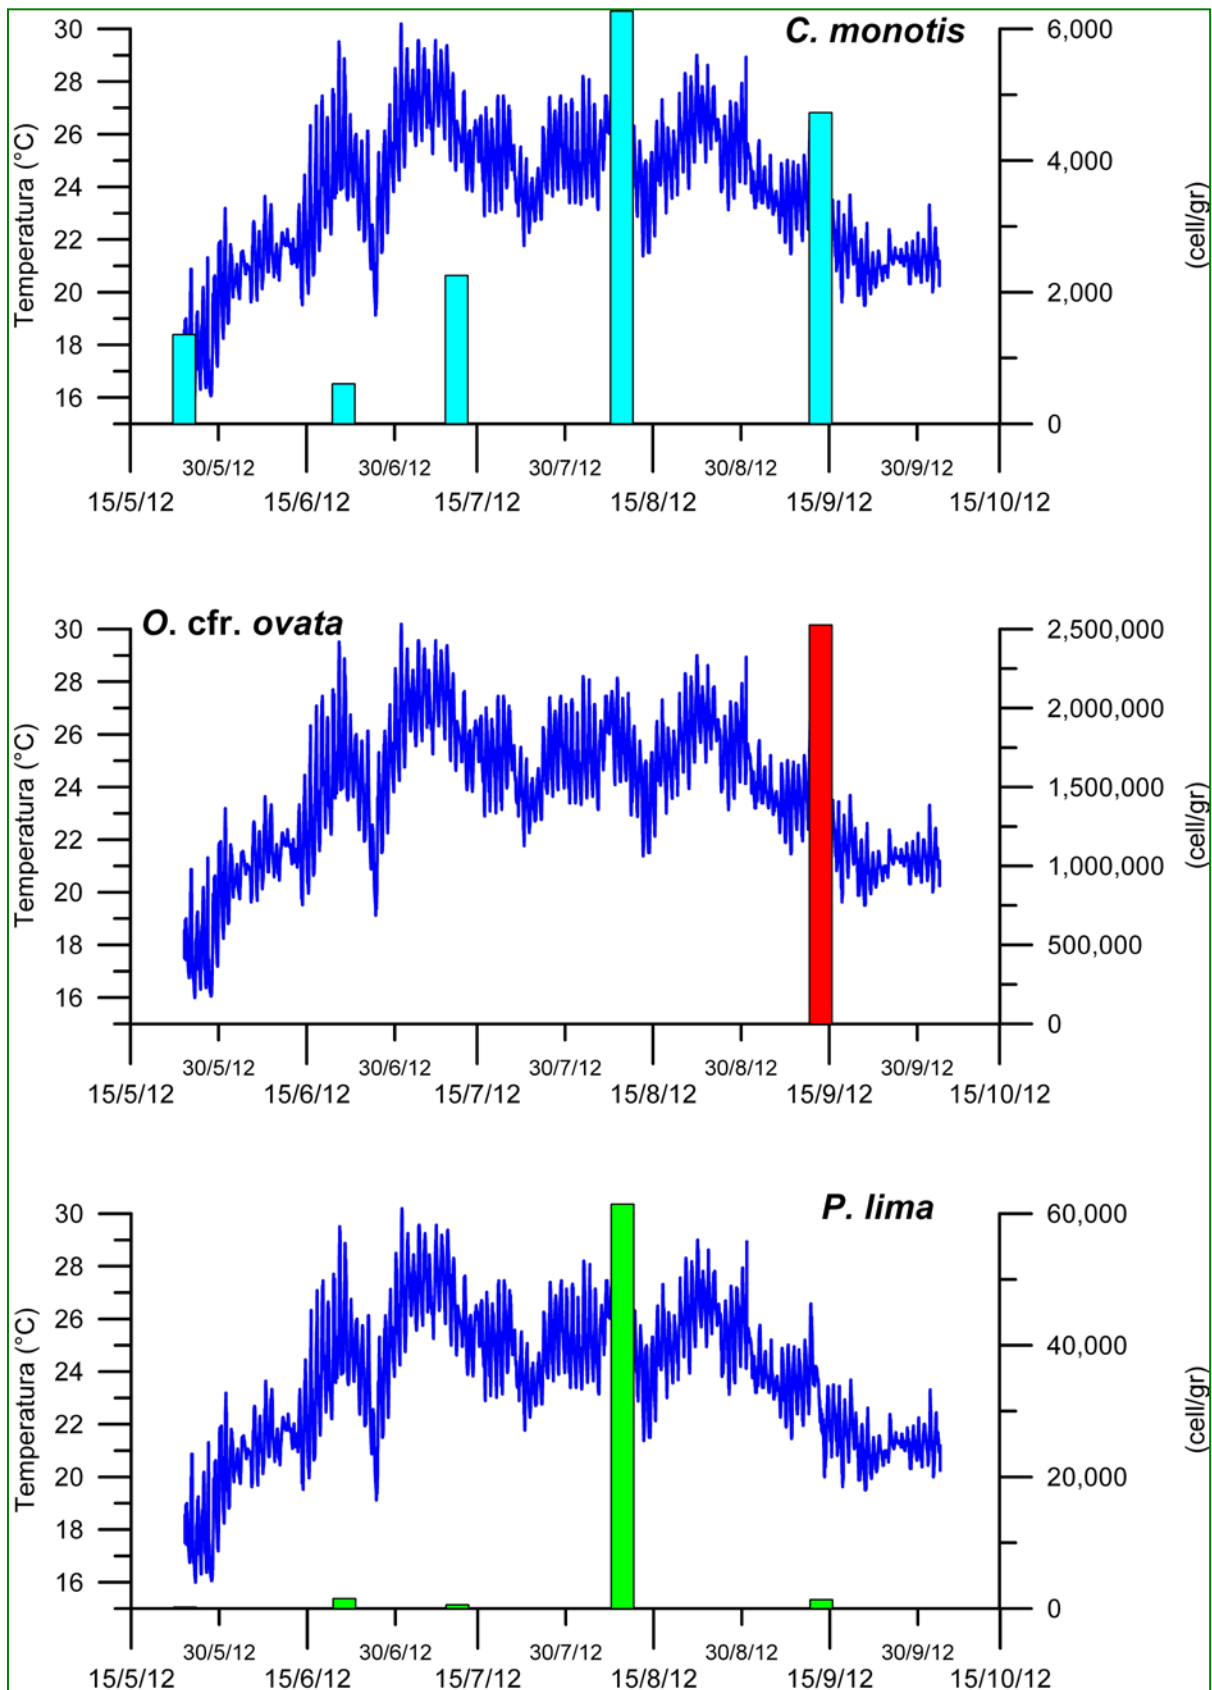 C. monotis
30
28
26
24
22
20
18
16
Temperatura (°C)
6,000
4,000
2,000
0
(cell/gr)
30/5/12 30/6/12 30/7/12 30/8/12 30/9/12
15/5/12 15/6/12 15/7/12 15/8/12 15/9/12 15/10/12
O. cfr. ovata
30
28
26
24
22
20
18
16
Temperatura (°C)
2,500,000
2,000,000
1,500,000
1,000,000
500,000
0
(cell/gr)
30/5/12 30/6/12 30/7/12 30/8/12 30/9/12
15/5/12 15/6/12 15/7/12 15/8/12 15/9/12 15/10/12
P. lima
30
28
26
24
22
20
18
16
Temperatura (°C)
60,000
40,000
20,000
0
(cell/gr)
30/5/12 30/6/12 30/7/12 30/8/12 30/9/12
15/5/12 15/6/12 15/7/12 15/8/12 15/9/12 15/10/12